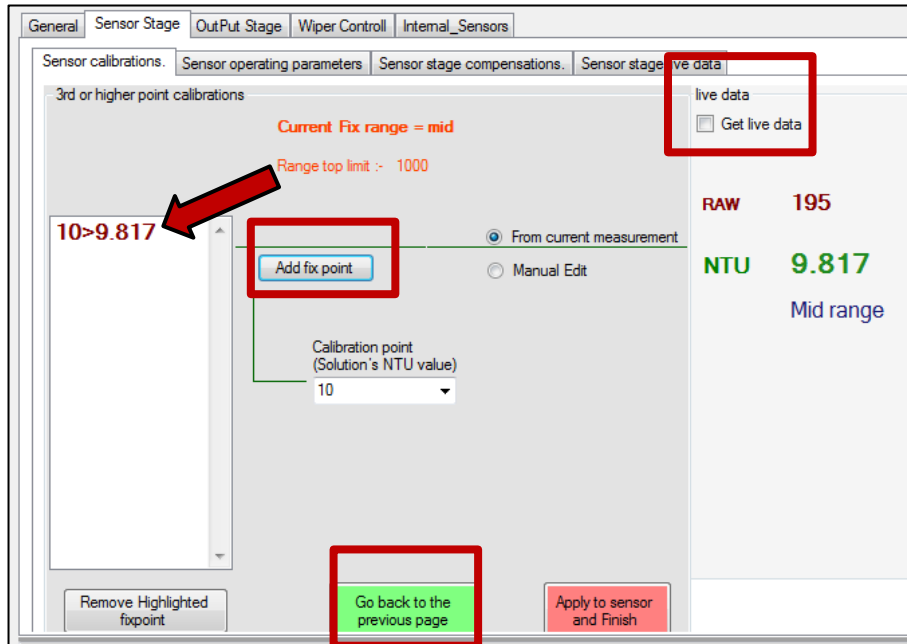 General Sensor Stage OutPut Stage Wiper Controll Internal_Sensors
Sensor calibrations. Sensor operating parameters Sensor stage compensations. Sensor stage live data
3rd or higher point calibrations
live data
Current Fix range = mid
Get live data
Range top limit :- 1000
RAW 195
10>9.817
From current measurement
Add fix point
Manual Edit
NTU 9.817
Mid range
Calibration point
(Solution's NTU value)
10
Remove Highlighted
fixpoint
Go back to the
previous page
Apply to sensor
and Finish